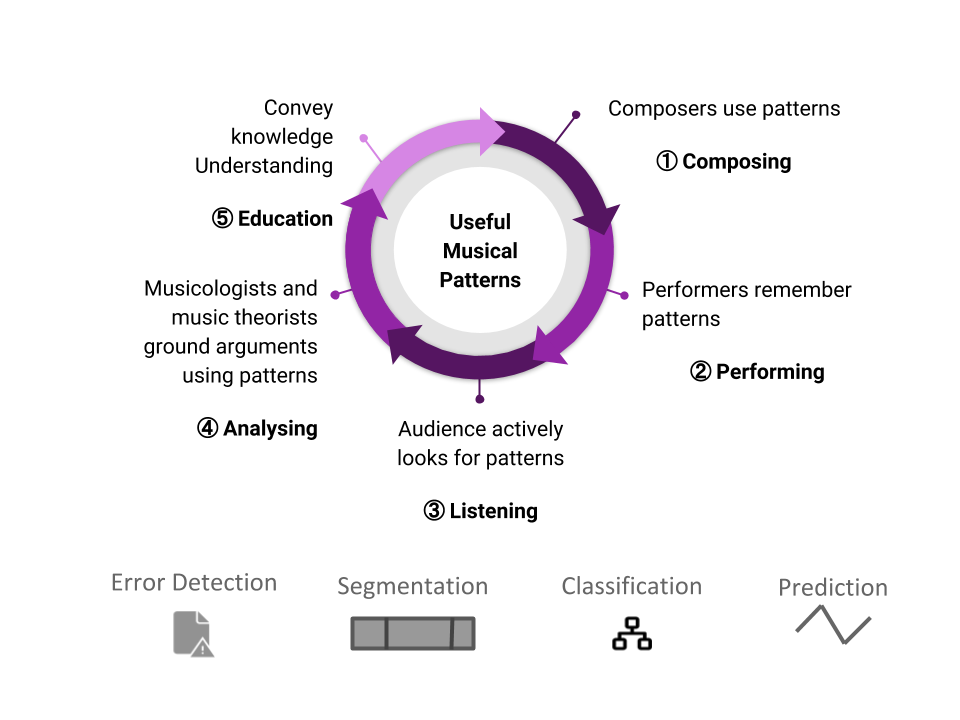 Composers use patterns
① Composing
Performers remember
patterns
② Performing
Audience actively
looks for patterns
③ Listening
Musicologists and
music theorists
ground arguments
using patterns
④ Analysing
Convey
knowledge
Understanding
⑤ Education
Useful
Musical
Patterns
Error Detection
Segmentation
Classification
Prediction